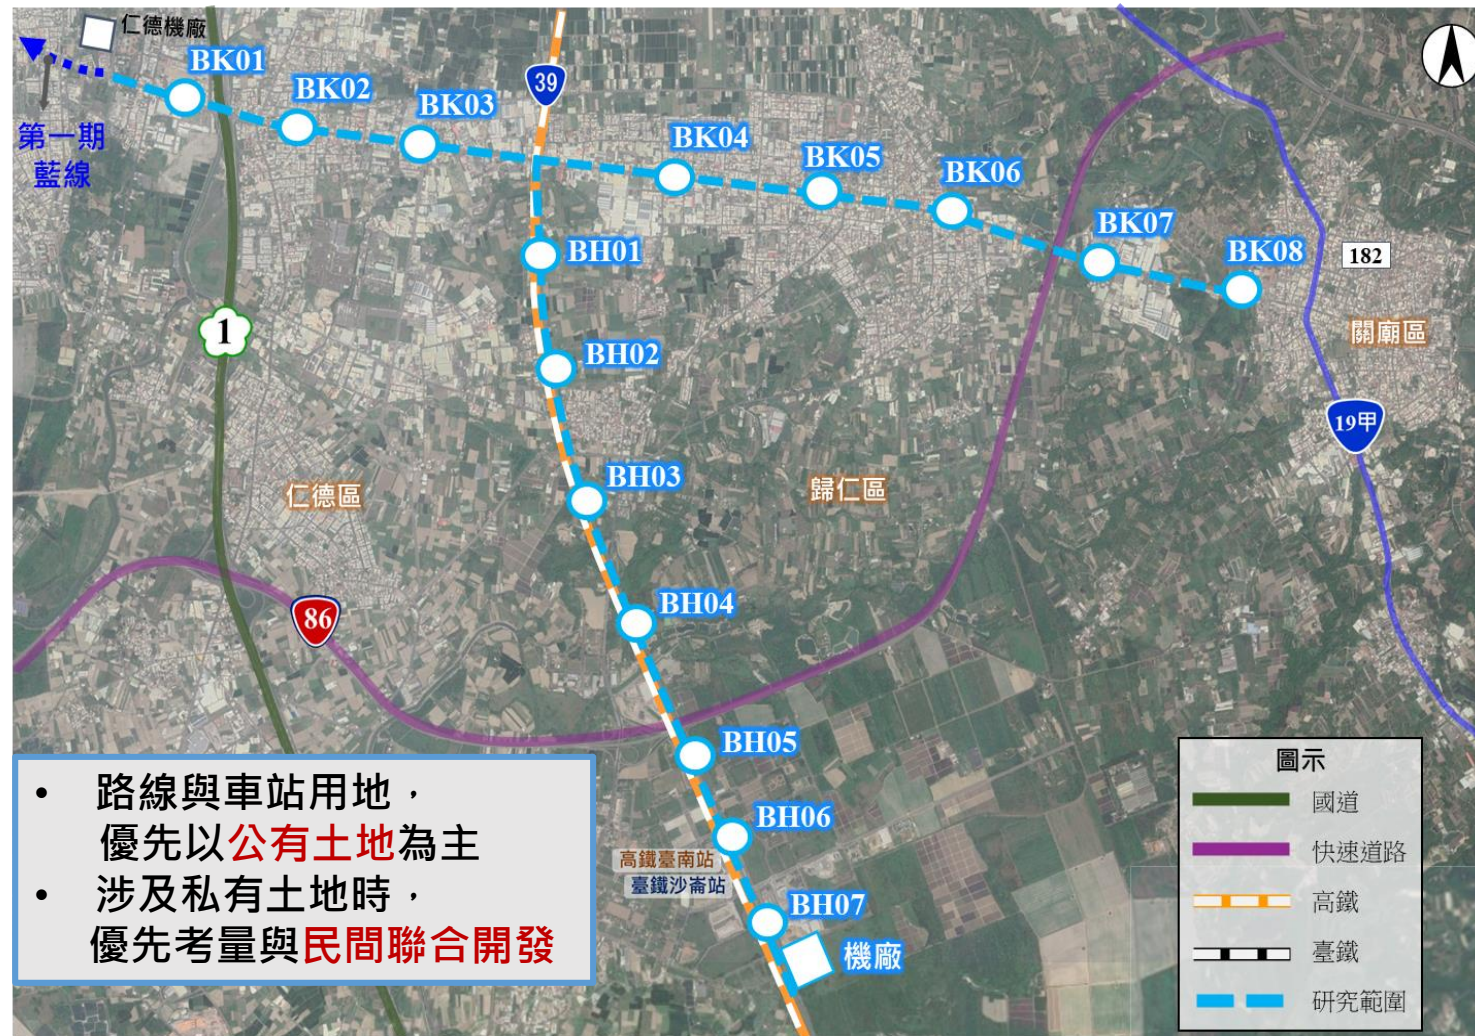 仁德機廠
BK01
BK02
BK03
39
BK04
BK05
BK06
BK07
BK08
182
第一期
藍線
BH01
1
BH02
關廟區
19甲
BH03
仁德區
歸仁區
86
BH04
BH05
BH06
高鐵臺南站
臺鐵沙崙站
BH07
機廠
• 路線與車站用地，
優先以公有土地為主
• 涉及私有土地時，
優先考量與民間聯合開發
圖示
國道
快速道路
高鐵
臺鐵
研究範圍